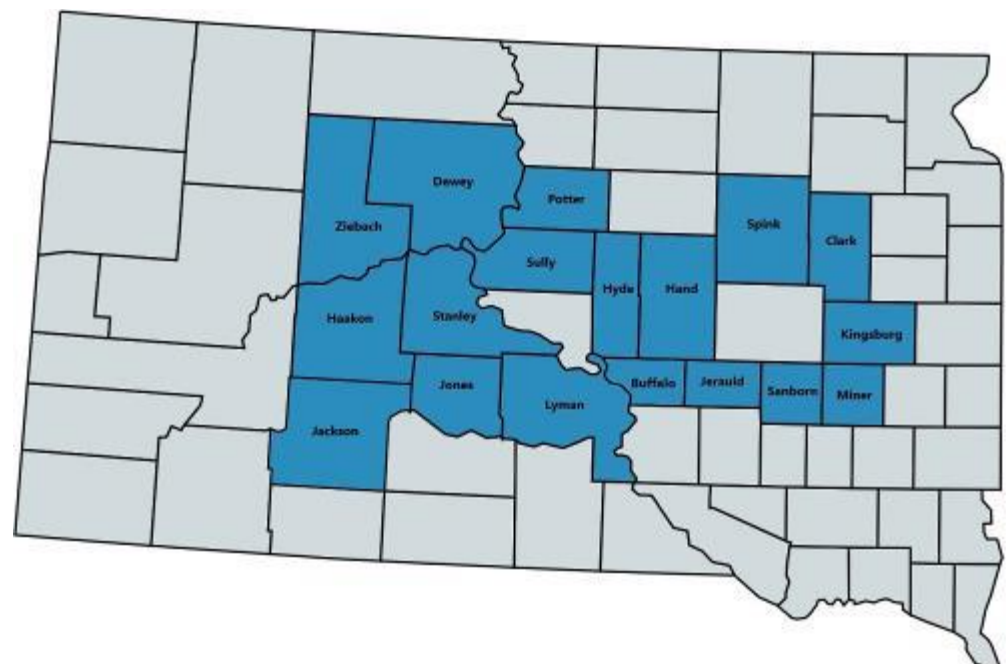 Dewey
Potter
Ziebach
Spink
Clark
Sully
Hyde
Hand
Haakon
Stanley
Kingsburg
Jones
Buffalo
Jerauld
Sanborn
Miner
Lyman
Jackson